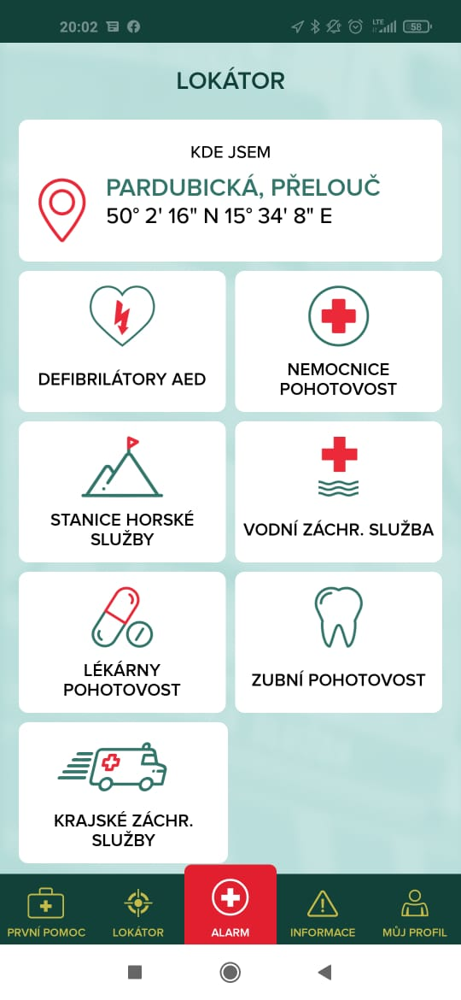 20:02
LTE
58
LOKÁTOR
KDE JSEM
PARDUBICKÁ, PŘELOUČ
50° 2' 16" N 15° 34' 8" E
DEFIBRILÁTORY AED
NEMOCNICE
POHOTOVOST
STANICE HORSKÉ
SLUŽBY
VODNÍ ZÁCHR. SLUŽBA
LÉKÁRNY
POHOTOVOST
ZUBNÍ POHOTOVOST
KRAJSKÉ ZÁCHR.
SLUŽBY
PRVNÍ POMOC
LOKÁTOR
ALARM
INFORMACE
MŮJ PROFIL